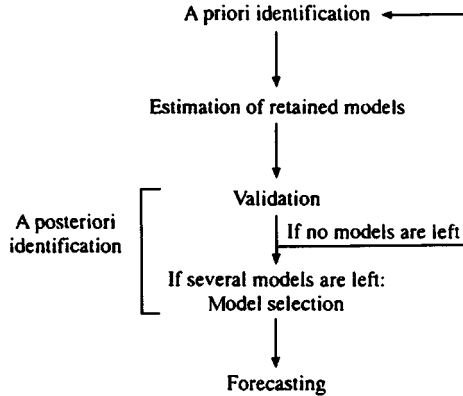 A priori identification
Estimation of retained models
Validation
A posteriori
identification
If no models are left
If several models are left:
Model selection
Forecasting